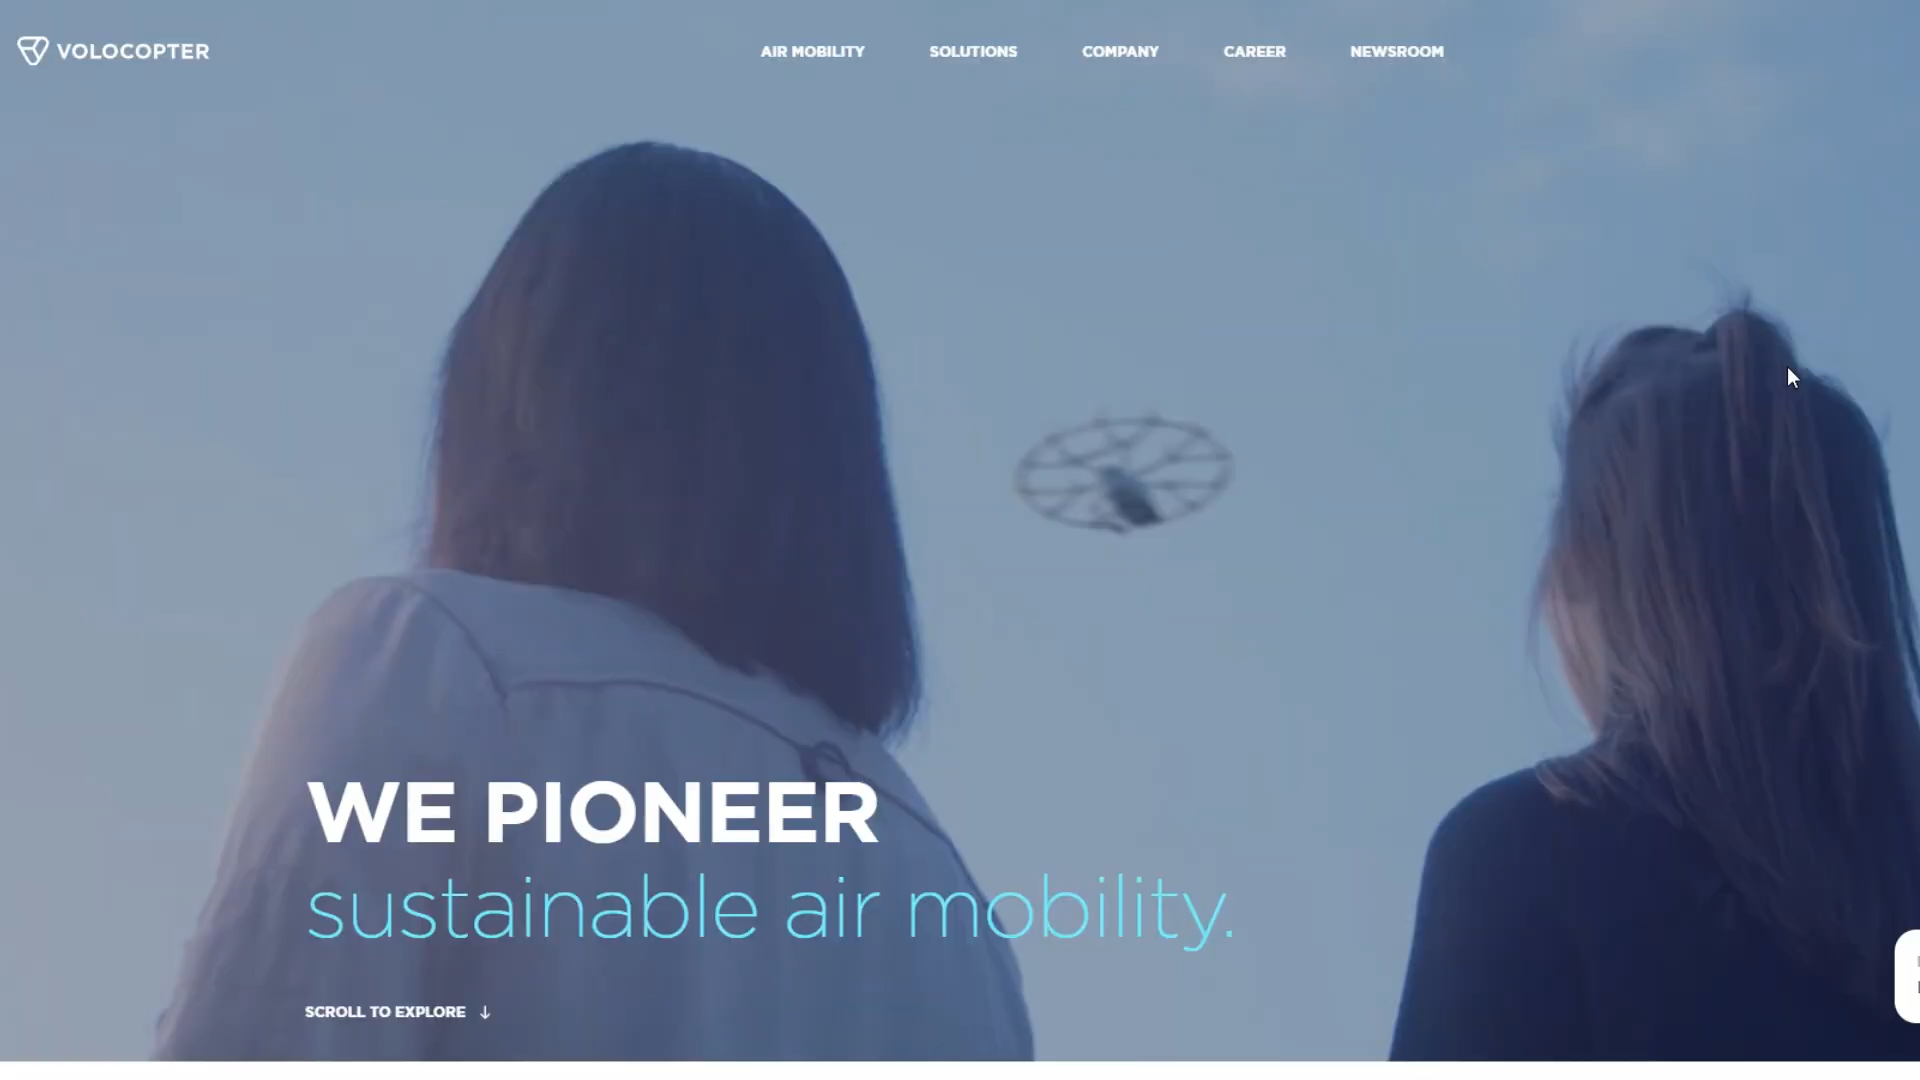 VOLOCOPTER
AIR MOBILITY
SOLUTIONS
COMPANY
CAREER
NEWSROOM
WE PIONEER
sustainable air mobility.
SCROLL TO EXPLORE ↓